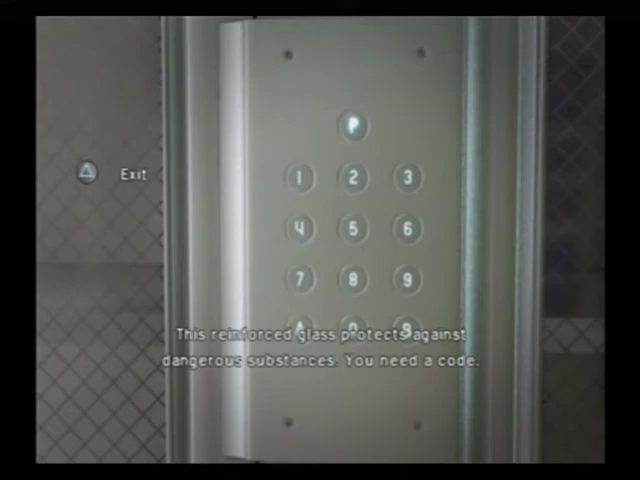 P
Exit
1 2 3
4 5 6
7 8 9
A 0 B
This reinforced glass protects against
dangerous substances. You need a code.